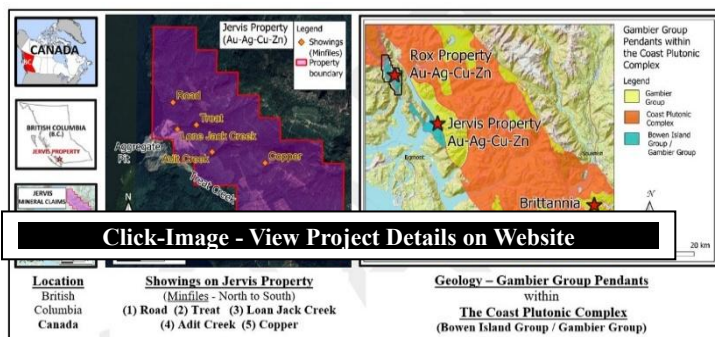 CANADA
BC
BRITISH COLUMBIA
(B.C.)
JERVIS PROPERTY
JERVIS
MINERAL CLAIMS
Jervis Property
(Au-Ag-Cu-Zn)
Legend
Showings
(Minfiles)
Property
boundary
Road
Treat
Lone Jack Creek
Aggregate
Pit
Adit Creek
Copper
Treat Creek
N
Rox Property
Au-Ag-Cu-Zn
Jervis Property
Au-Ag-Cu-Zn
Egmont
Squamish
Brittannia
Gambier Group
Pendants within
the Coast Plutonic
Complex
Legend
Gambier
Group
Coast Plutonic
Complex
Bowen Island
Group /
Gambier Group
N
20 km
Click-Image - View Project Details on Website
Location
British
Columbia
Canada
Showings on Jervis Property
(Minfiles - North to South)
(1) Road (2) Treat (3) Loan Jack Creek
(4) Adit Creek (5) Copper
Geology – Gambier Group Pendants
within
The Coast Plutonic Complex
(Bowen Island Group / Gambier Group)